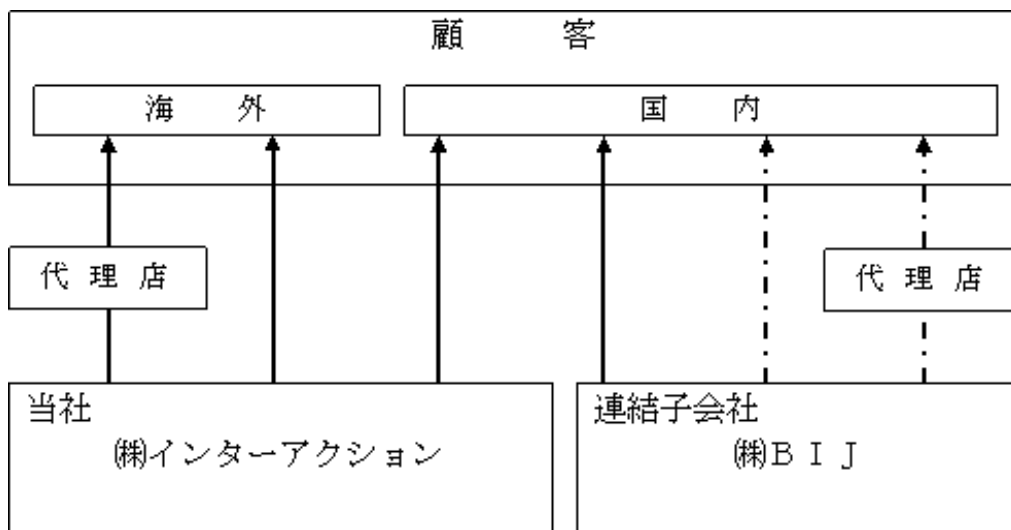 顧 客
海 外
国 内
代 理 店
代 理 店
当社
㈱インターアクション
連結子会社
㈱ＢＩＪ